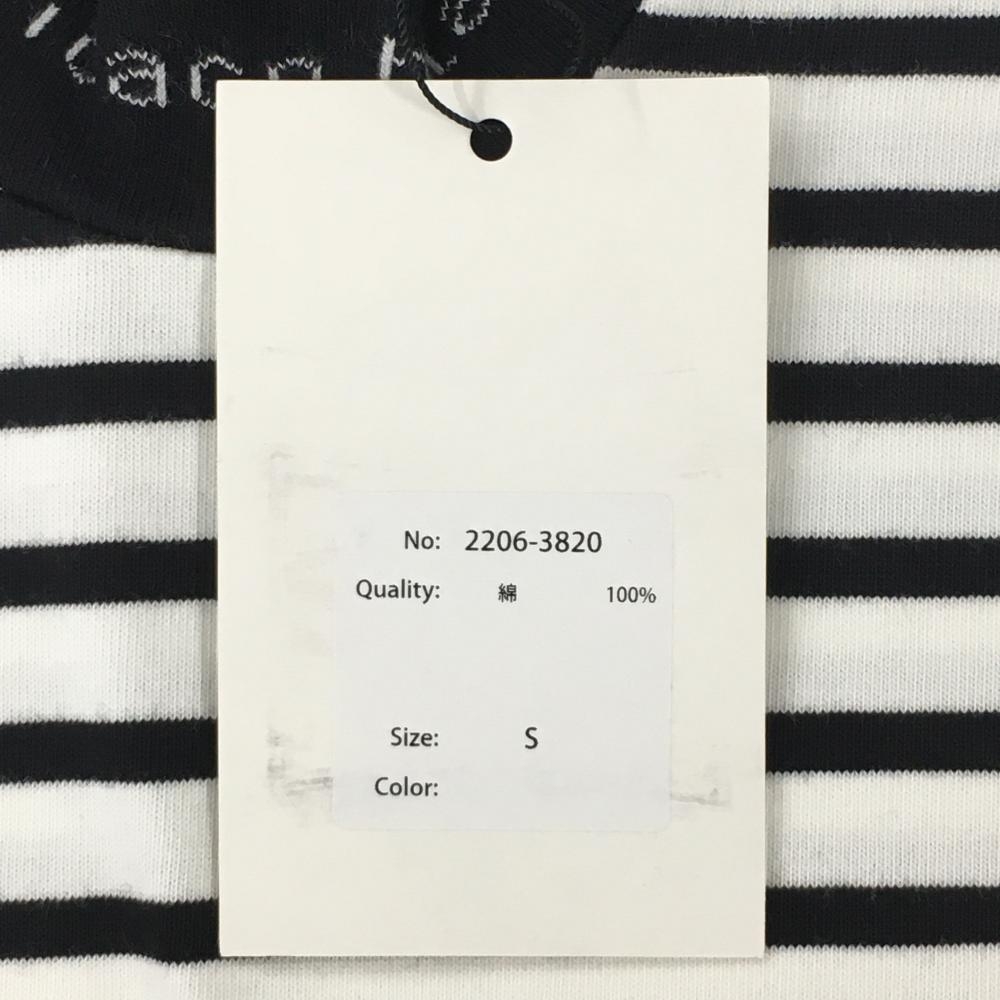 No: 2206-3820
Quality: 綿 100%
Size: S
Color: